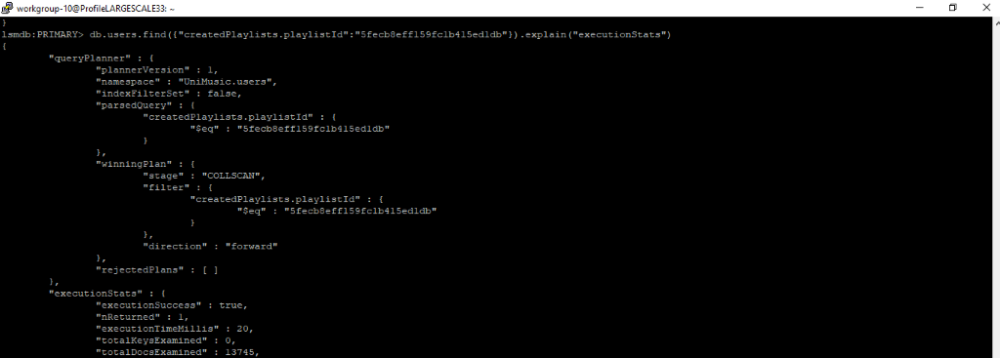 workgroup-10@ProfileLARGESCALE33: ~
}
lsmdb:PRIMARY> db.users.find({"createdPlaylists.playlistId":"5fecb8eff159fc1b415ed1db"}).explain("executionStats")
{
"queryPlanner" : {
"plannerVersion" : 1,
"namespace" : "UniMusic.users",
"indexFilterSet" : false,
"parsedQuery" : {
"createdPlaylists.playlistId" : {
"$eq" : "5fecb8eff159fc1b415ed1db"
}
},
"winningPlan" : {
"stage" : "COLLSCAN",
"filter" : {
"createdPlaylists.playlistId" : {
"$eq" : "5fecb8eff159fc1b415ed1db"
}
},
"direction" : "forward"
},
"rejectedPlans" : [ ]
},
"executionStats" : {
"executionSuccess" : true,
"nReturned" : 1,
"executionTimeMillis" : 20,
"totalKeysExamined" : 0,
"totalDocsExamined" : 13745,